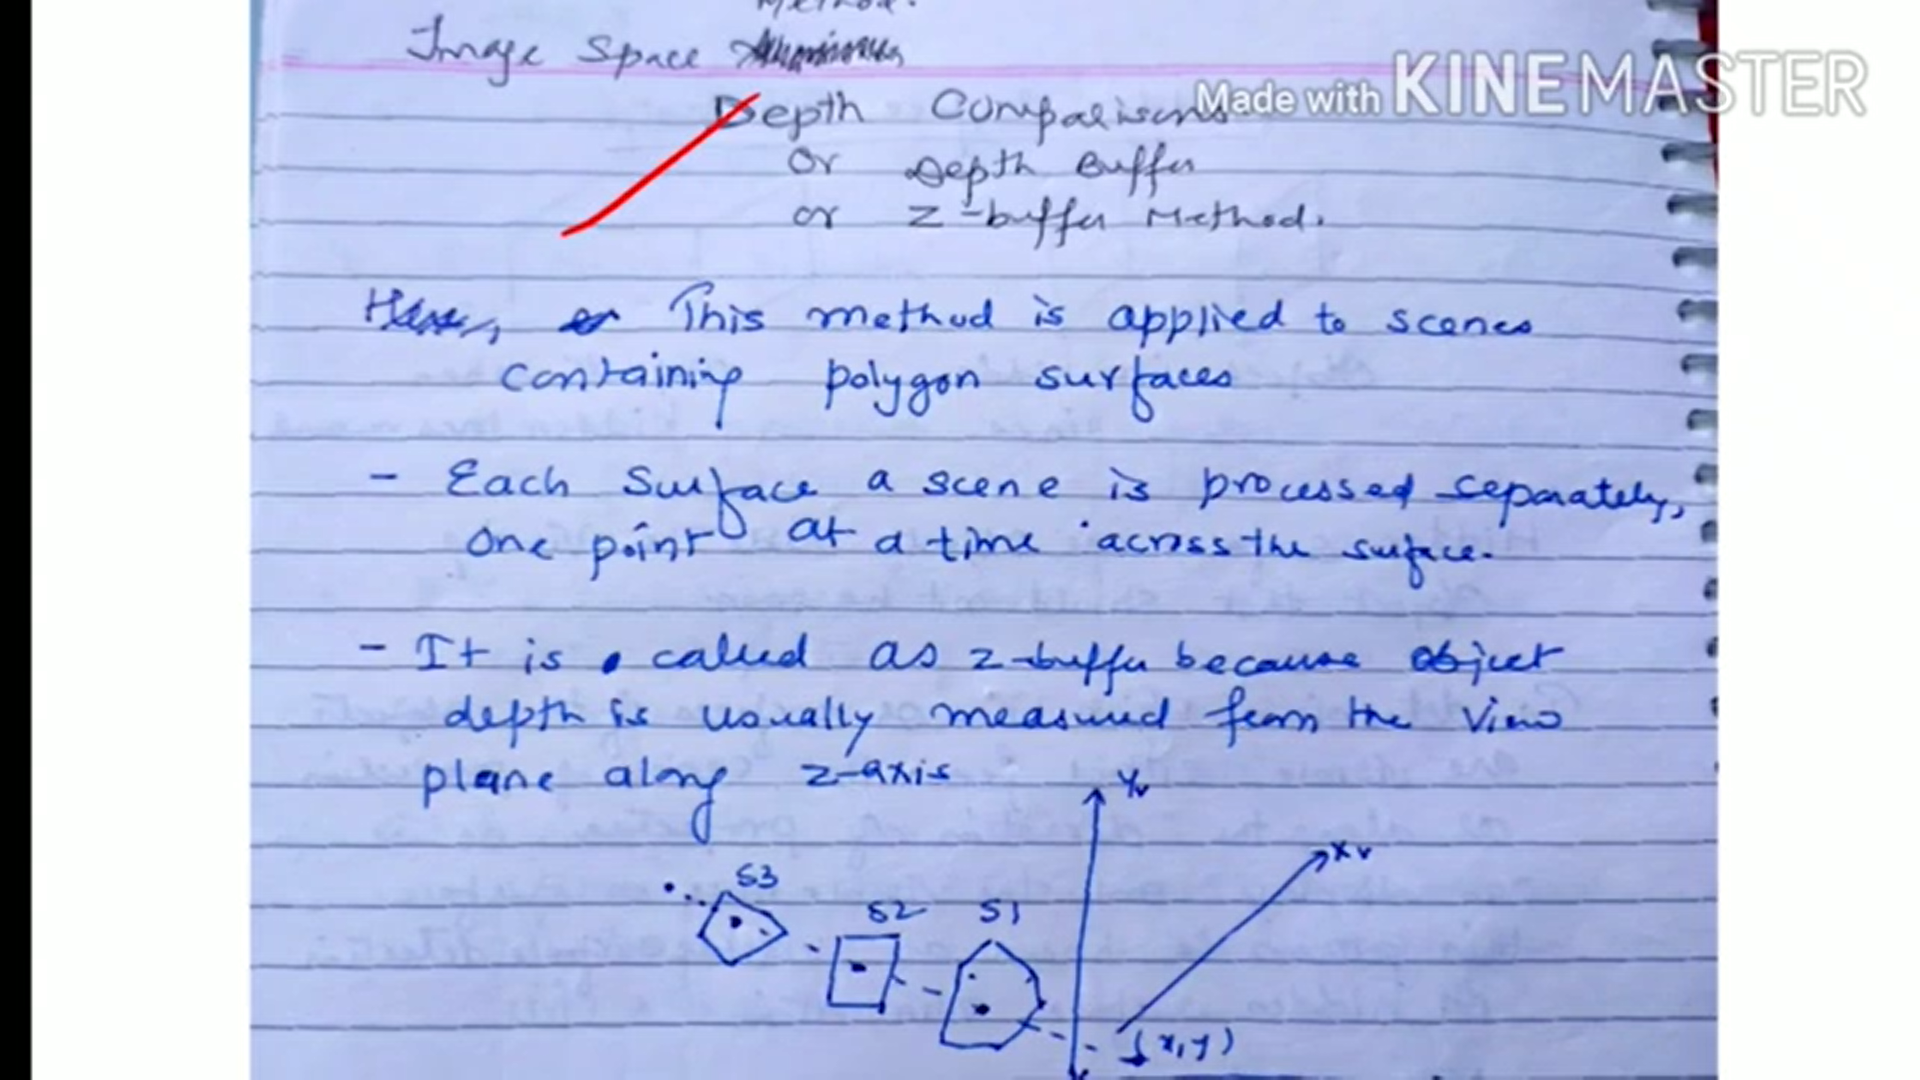 Method.
Image Space
Made with KINEMASTER
Depth Comparisons
or Depth Buffer
or z-buffer Method.
This method is applied to scenes
containing polygon surfaces
- Each Surface a scene is processed separately,
one point at a time across the surface.
- It is called as z-buffer because object
depth is usually measured from the view
plane along z-axis
Yv
Xv
S3
S2
S1
(x,y)